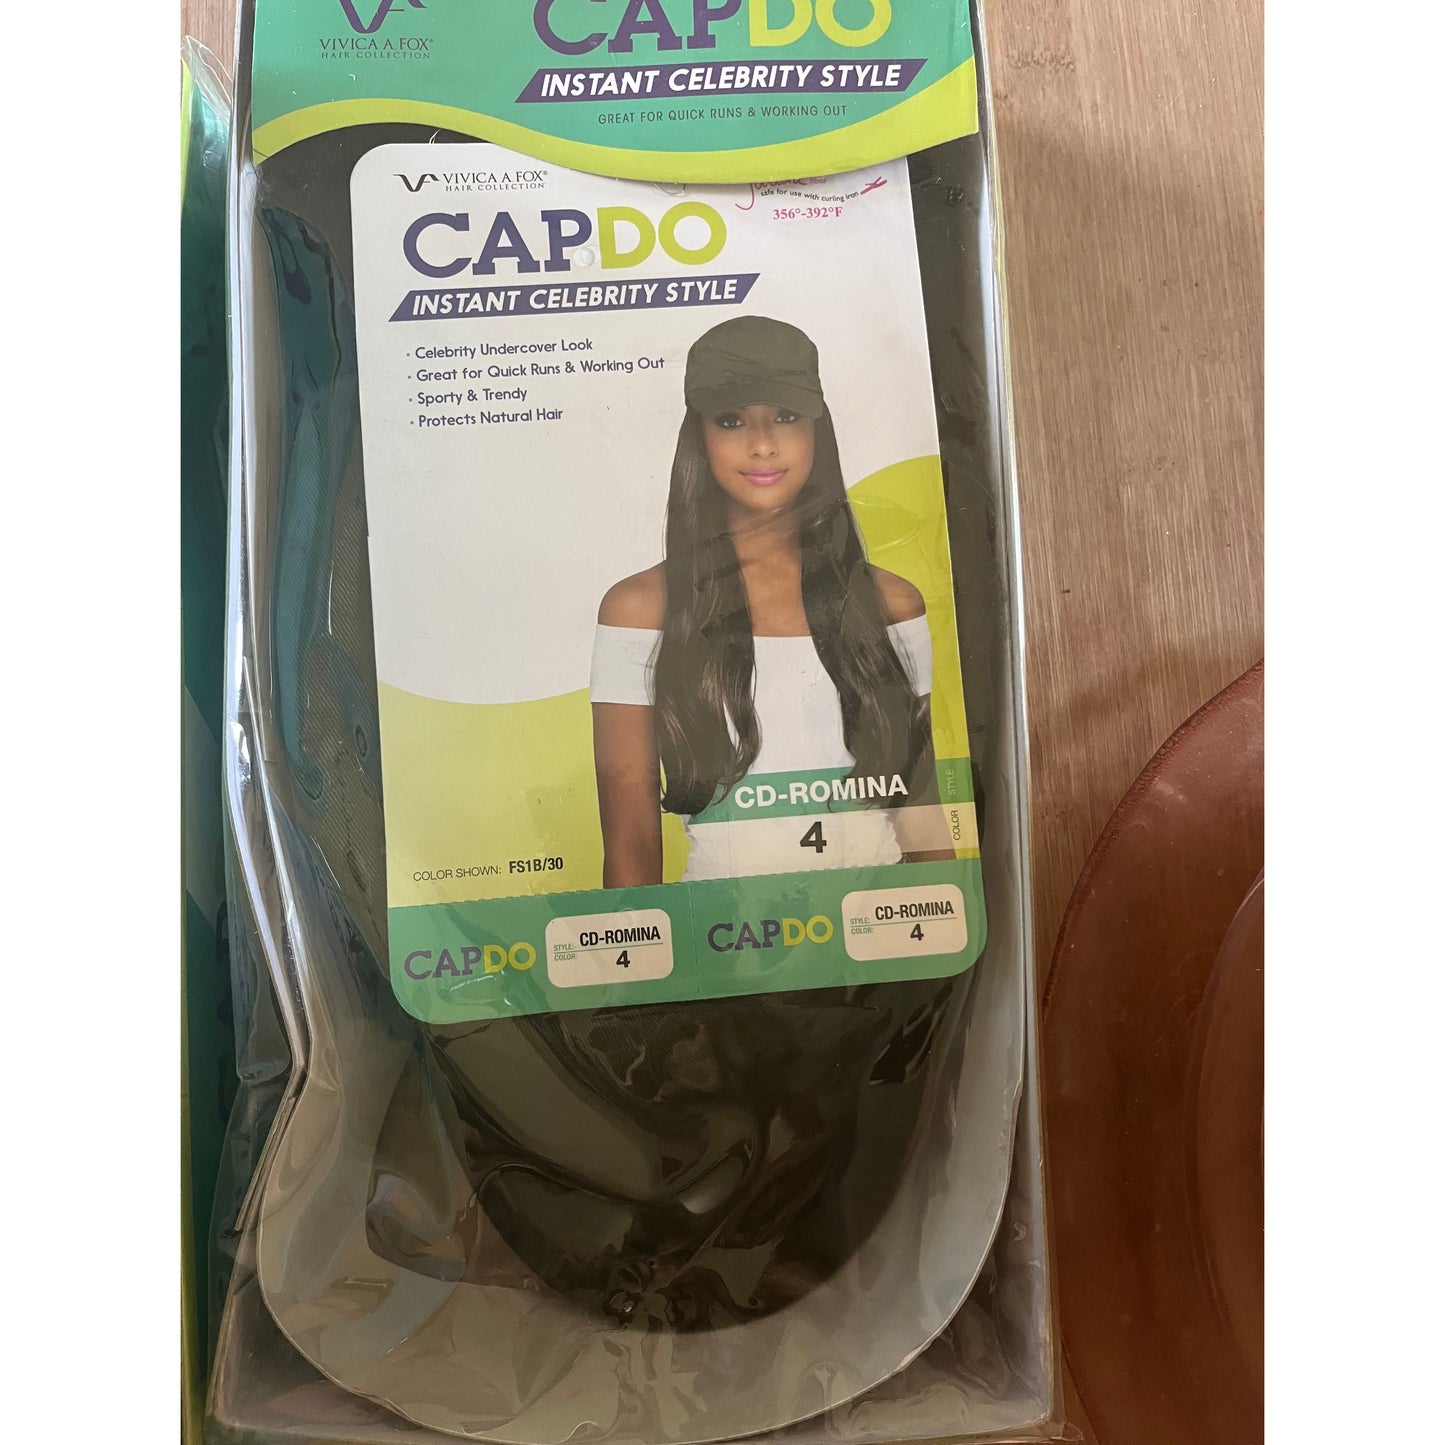 VIVICA A. FOX®
HAIR COLLECTION
CAPDO
INSTANT CELEBRITY STYLE
GREAT FOR QUICK RUNS & WORKING OUT
VIVICA A. FOX®
HAIR COLLECTION
fiber
safe for use with curling iron
356°-392°F
CAPDO
INSTANT CELEBRITY STYLE
• Celebrity Undercover Look
• Great for Quick Runs & Working Out
• Sporty & Trendy
• Protects Natural Hair
CD-ROMINA
STYLE
4
COLOR
COLOR SHOWN: FS1B/30
CAPDO
STYLE: CD-ROMINA
COLOR: 4
CAPDO
STYLE: CD-ROMINA
COLOR: 4